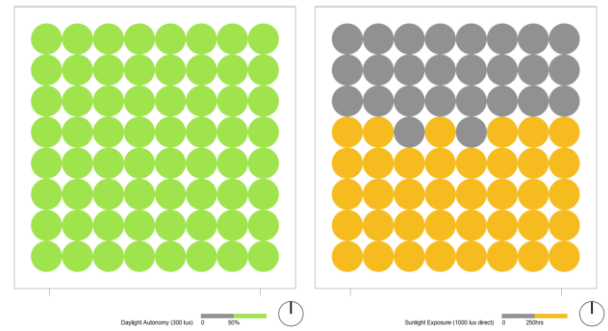 Daylight Autonomy (300 lux) 0 50%
Sunlight Exposure (1000 lux direct) 0 250hrs